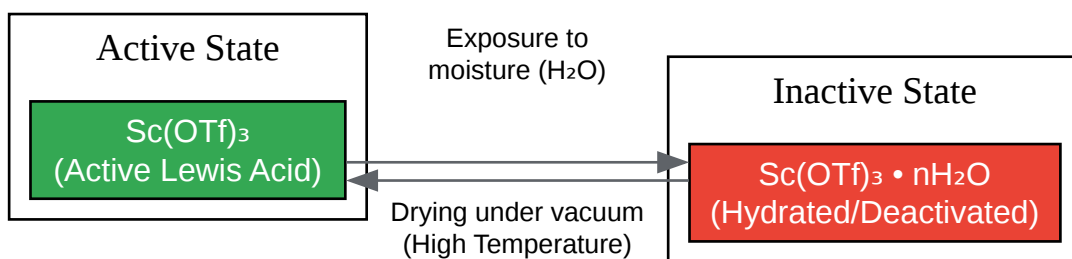 Active State
Sc(OTf)₃
(Active Lewis Acid)
Exposure to
moisture (H₂O)
Drying under vacuum
(High Temperature)
Inactive State
Sc(OTf)₃ • nH₂O
(Hydrated/Deactivated)